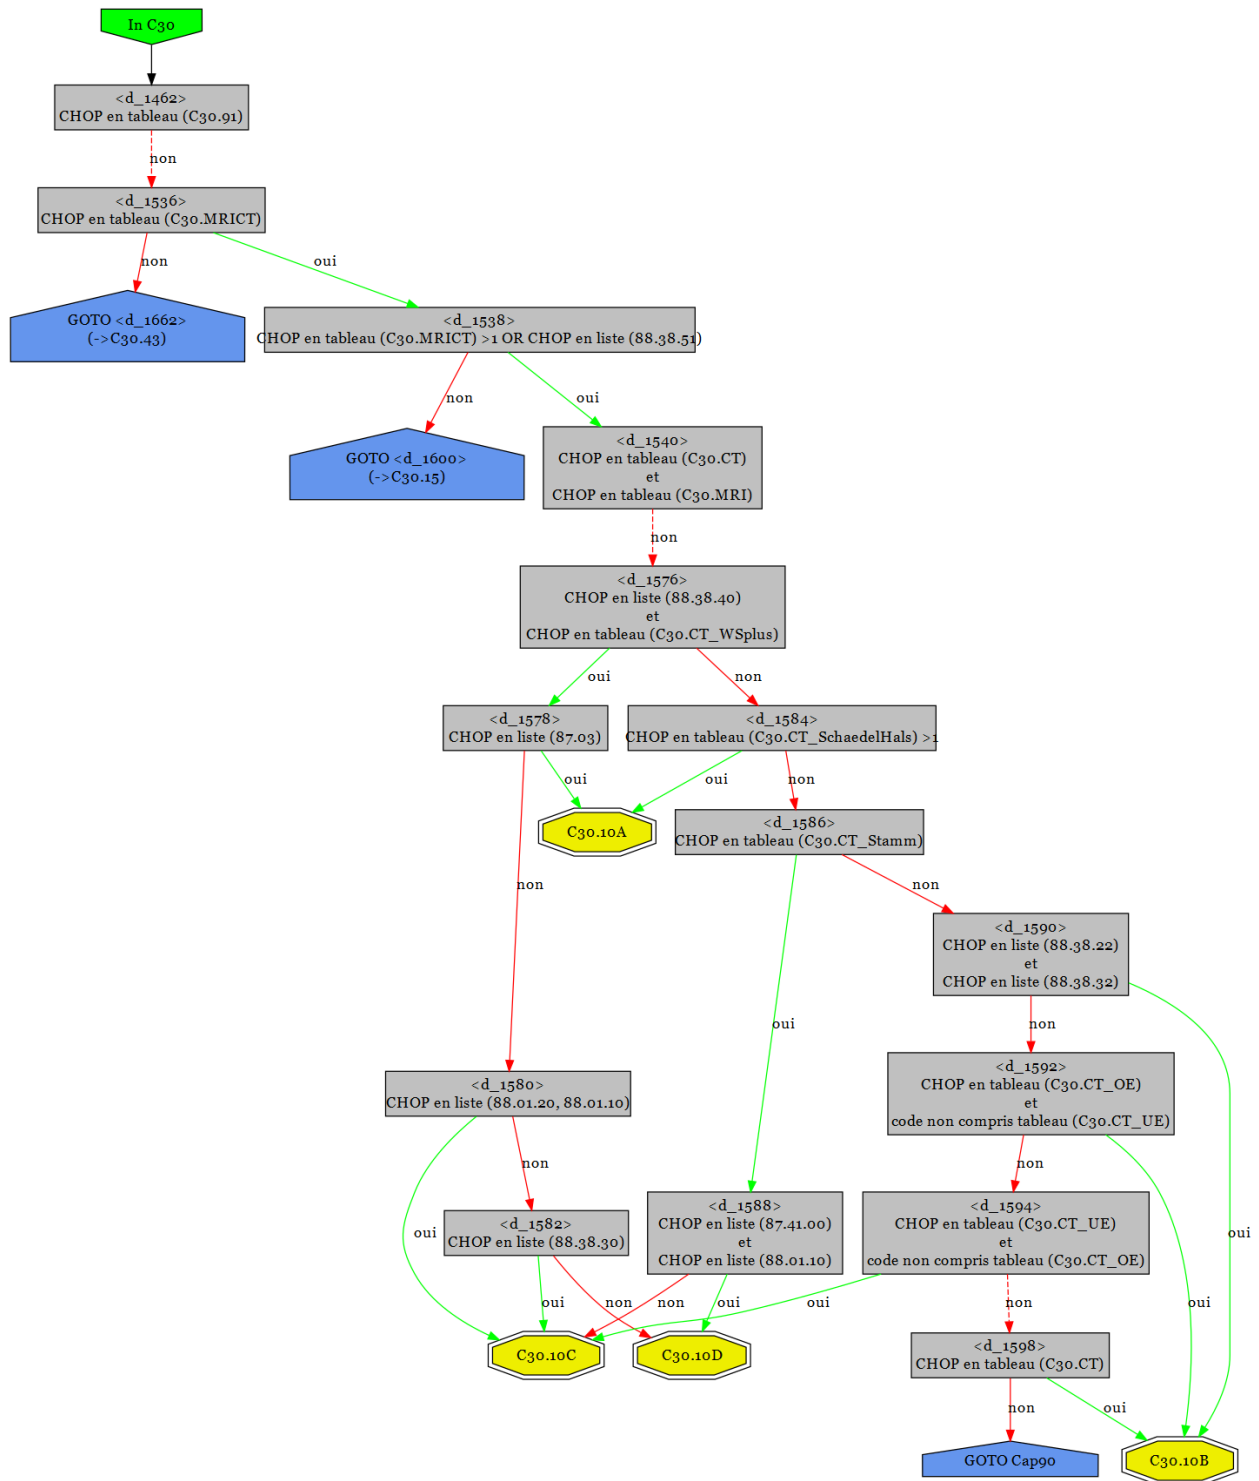 In C30
<d_1462>
CHOP en tableau (C30.91)
non
<d_1536>
CHOP en tableau (C30.MRICT)
non
oui
GOTO <d_1662>
(->C30.43)
<d_1538>
CHOP en tableau (C30.MRICT) >1 OR CHOP en liste (88.38.51)
non
oui
GOTO <d_1600>
(->C30.15)
<d_1540>
CHOP en tableau (C30.CT)
et
CHOP en tableau (C30.MRI)
non
<d_1576>
CHOP en liste (88.38.40)
et
CHOP en tableau (C30.CT_WSplus)
oui
non
<d_1578>
CHOP en liste (87.03)
<d_1584>
CHOP en tableau (C30.CT_SchaedelHals) >1
oui
oui
non
C30.10A
<d_1586>
CHOP en tableau (C30.CT_Stamm)
non
non
<d_1590>
CHOP en liste (88.38.22)
et
CHOP en liste (88.38.32)
oui
non
<d_1592>
CHOP en tableau (C30.CT_OE)
et
code non compris tableau (C30.CT_UE)
<d_1580>
CHOP en liste (88.01.20, 88.01.10)
non
non
<d_1582>
CHOP en liste (88.38.30)
<d_1588>
CHOP en liste (87.41.00)
et
CHOP en liste (88.01.10)
<d_1594>
CHOP en tableau (C30.CT_UE)
et
code non compris tableau (C30.CT_OE)
oui
oui
oui
non
non
oui
oui
non
oui
C30.10C
C30.10D
<d_1598>
CHOP en tableau (C30.CT)
non
oui
GOTO Cap90
C30.10B